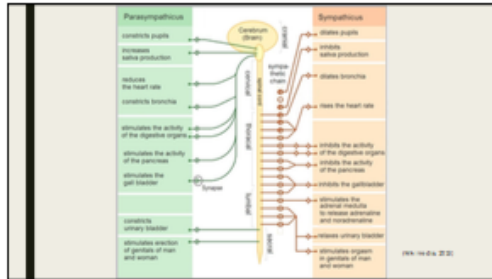 Parasympathicus
constricts pupils
increases
saliva production
reduces
the heart rate
constricts bronchia
stimulates the activity
of the digestive organs
stimulates the activity
of the pancreas
stimulates the
gall bladder
constricts
urinary bladder
stimulates erection
of genitals of man
and woman
Cerebrum
(Brain)
cranial
cervical
thoracal
lumbal
sacral
spinal cord
sympa-
thetic
chain
Synapse
Sympathicus
dilates pupils
inhibits
saliva production
dilates bronchia
rises the heart rate
inhibits the activity
of the digestive organs
inhibits the activity
of the pancreas
inhibits the gallbladder
stimulates the
adrenal medulla
to release adrenaline
and noradrenaline
relaxes urinary bladder
stimulates orgasm
in genitals of man
and woman